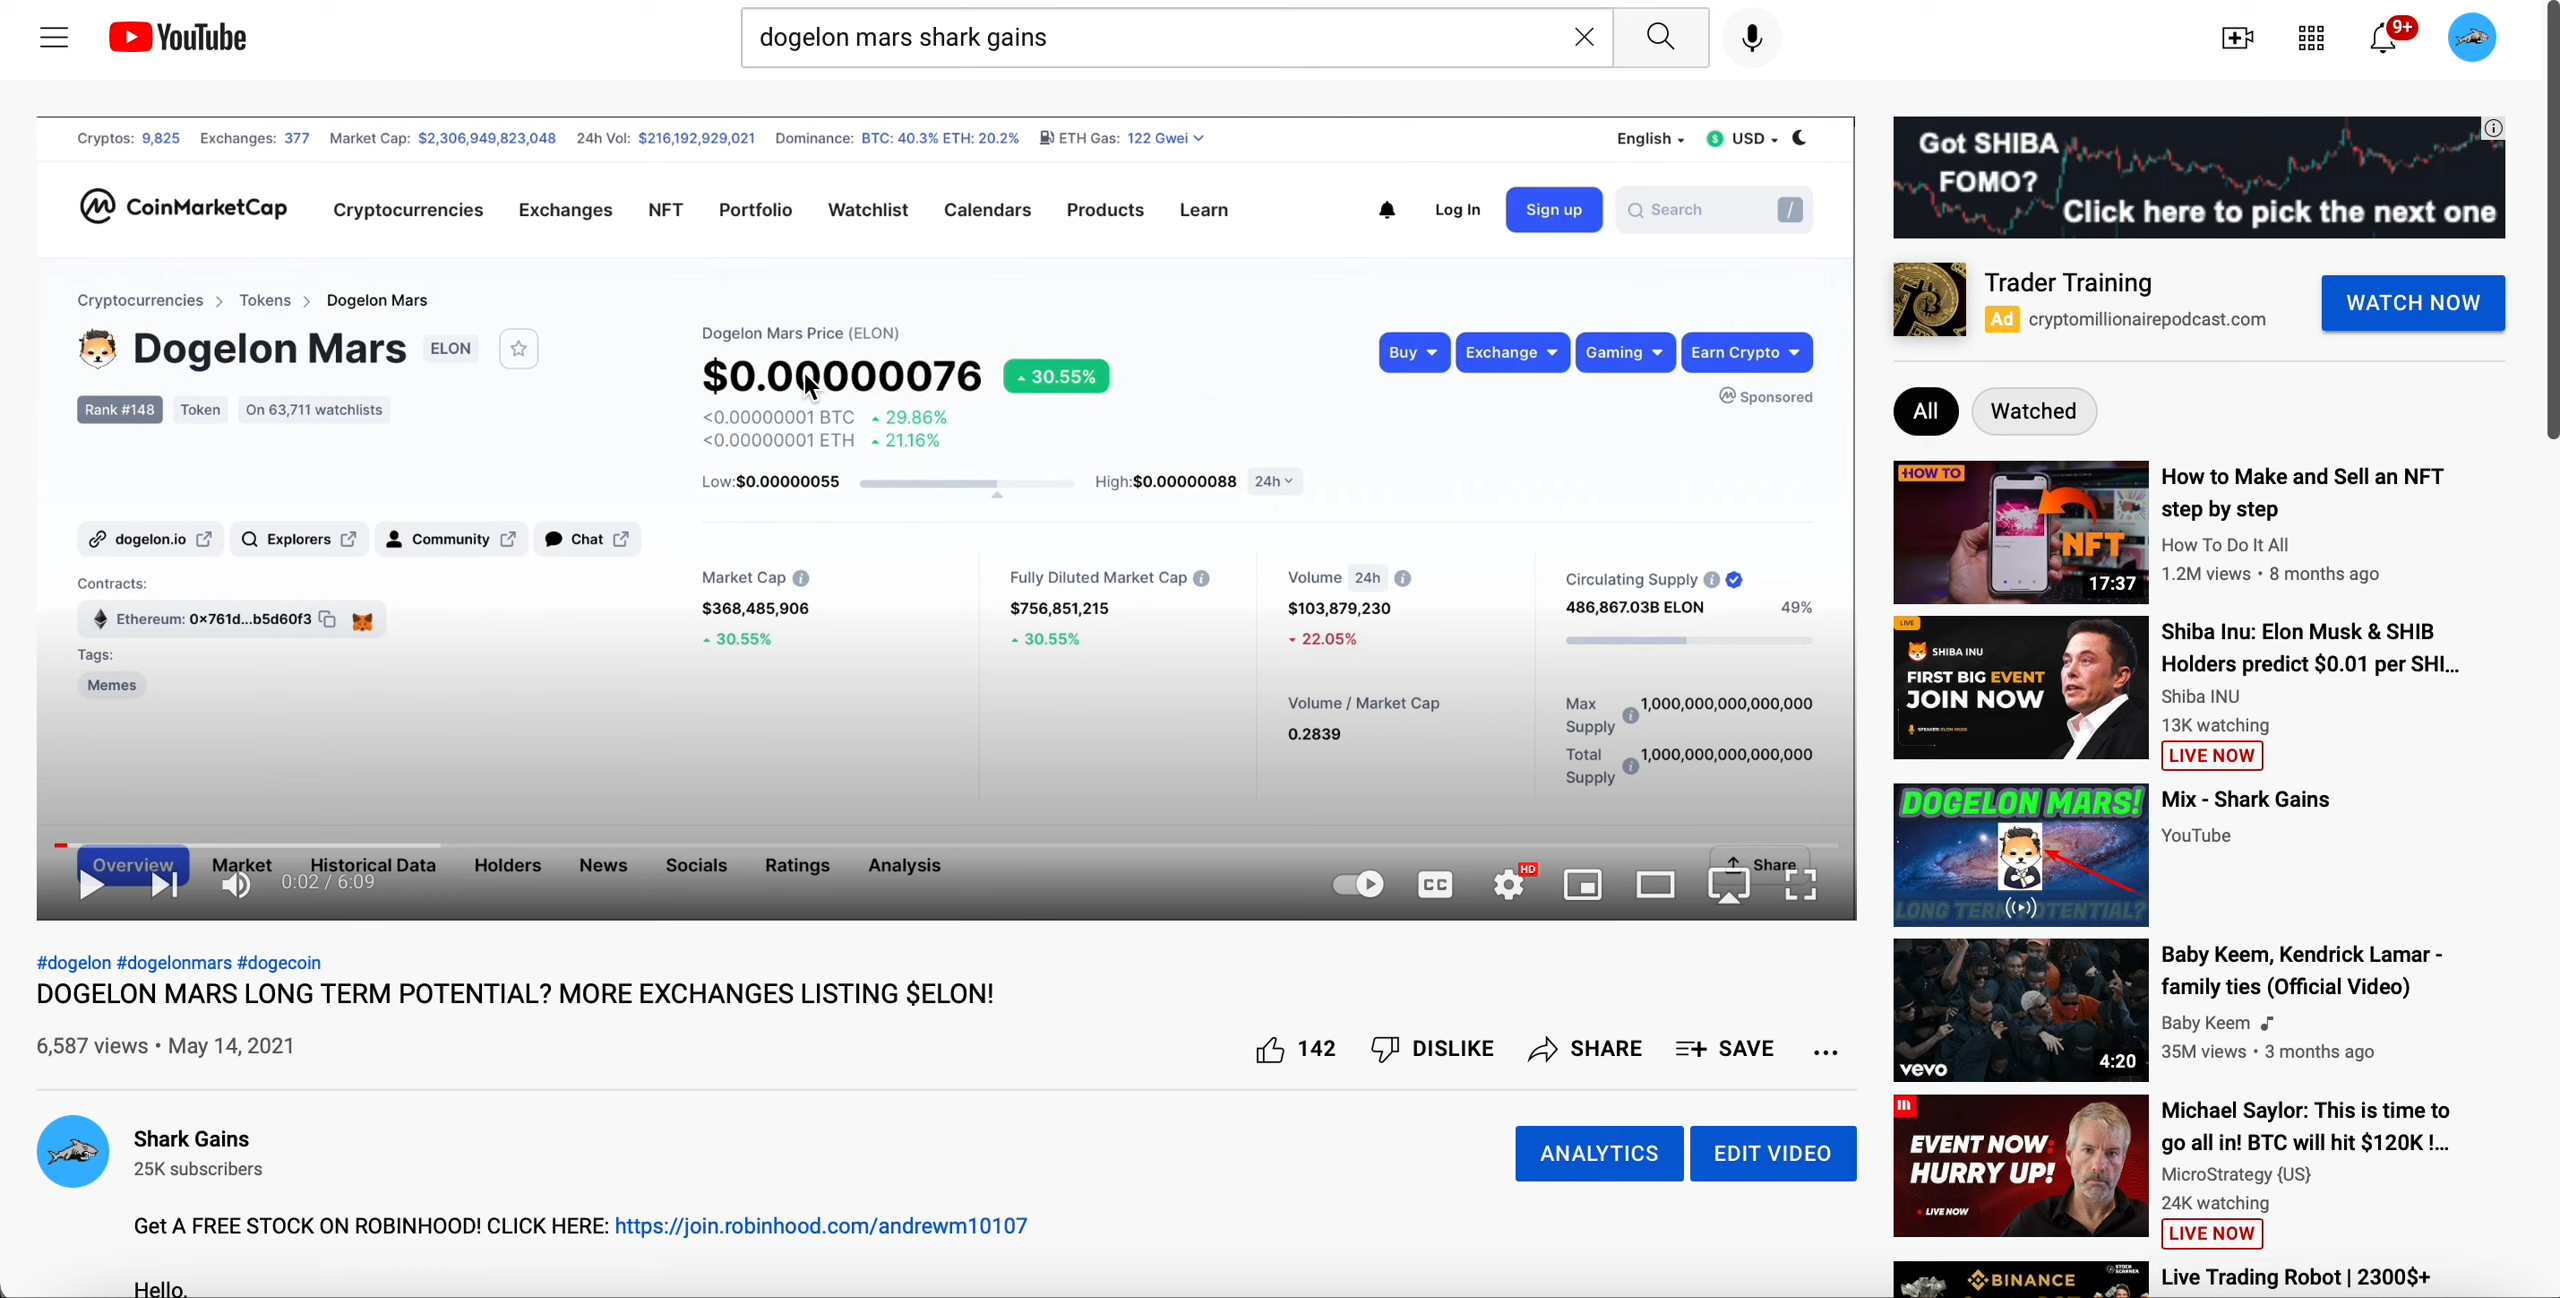 YouTube
dogelon mars shark gains
9+
Cryptos: 9,825 Exchanges: 377 Market Cap: $2,306,949,823,048 24h Vol: $216,192,929,021 Dominance: BTC: 40.3% ETH: 20.2% ETH Gas: 122 Gwei
English USD
CoinMarketCap Cryptocurrencies Exchanges NFT Portfolio Watchlist Calendars Products Learn
Log In Sign up Search /
Cryptocurrencies > Tokens > Dogelon Mars
Dogelon Mars ELON
Rank #148 Token On 63,711 watchlists
dogelon.io Explorers Community Chat
Contracts:
Ethereum: 0x761d...b5d60f3
Tags:
Memes
Dogelon Mars Price (ELON)
$0.00000076 30.55%
<0.00000001 BTC 29.86%
<0.00000001 ETH 21.16%
Low:$0.00000055 High:$0.00000088 24h
Buy Exchange Gaming Earn Crypto
Sponsored
Market Cap
$368,485,906
30.55%
Fully Diluted Market Cap
$756,851,215
30.55%
Volume 24h
$103,879,230
22.05%
Volume / Market Cap
0.2839
Circulating Supply
486,867.03B ELON 49%
Max Supply 1,000,000,000,000,000
Total Supply 1,000,000,000,000,000
Overview Market Historical Data Holders News Socials Ratings Analysis Share
0:02 / 6:09
CC HD
#dogelon #dogelonmars #dogecoin
DOGELON MARS LONG TERM POTENTIAL? MORE EXCHANGES LISTING $ELON!
6,587 views • May 14, 2021
142 DISLIKE SHARE SAVE ...
Shark Gains
25K subscribers
ANALYTICS EDIT VIDEO
Get A FREE STOCK ON ROBINHOOD! CLICK HERE: https://join.robinhood.com/andrewm10107
Hello,
Got SHIBA
FOMO?
Click here to pick the next one
Trader Training
Ad cryptomillionairepodcast.com
WATCH NOW
All Watched
HOW TO
NFT
17:37
How to Make and Sell an NFT
step by step
How To Do It All
1.2M views • 8 months ago
LIVE
SHIBA INU
FIRST BIG EVENT
JOIN NOW
SPEAKER: ELON MUSK
Shiba Inu: Elon Musk & SHIB
Holders predict $0.01 per SHI...
Shiba INU
13K watching
LIVE NOW
DOGELON MARS!
LONG TERM POTENTIAL?
Mix - Shark Gains
YouTube
vevo
4:20
Baby Keem, Kendrick Lamar -
family ties (Official Video)
Baby Keem
35M views • 3 months ago
EVENT NOW:
HURRY UP!
LIVE NOW
Michael Saylor: This is time to
go all in! BTC will hit $120K !...
MicroStrategy {US}
24K watching
LIVE NOW
BINANCE
Live Trading Robot | 2300$+